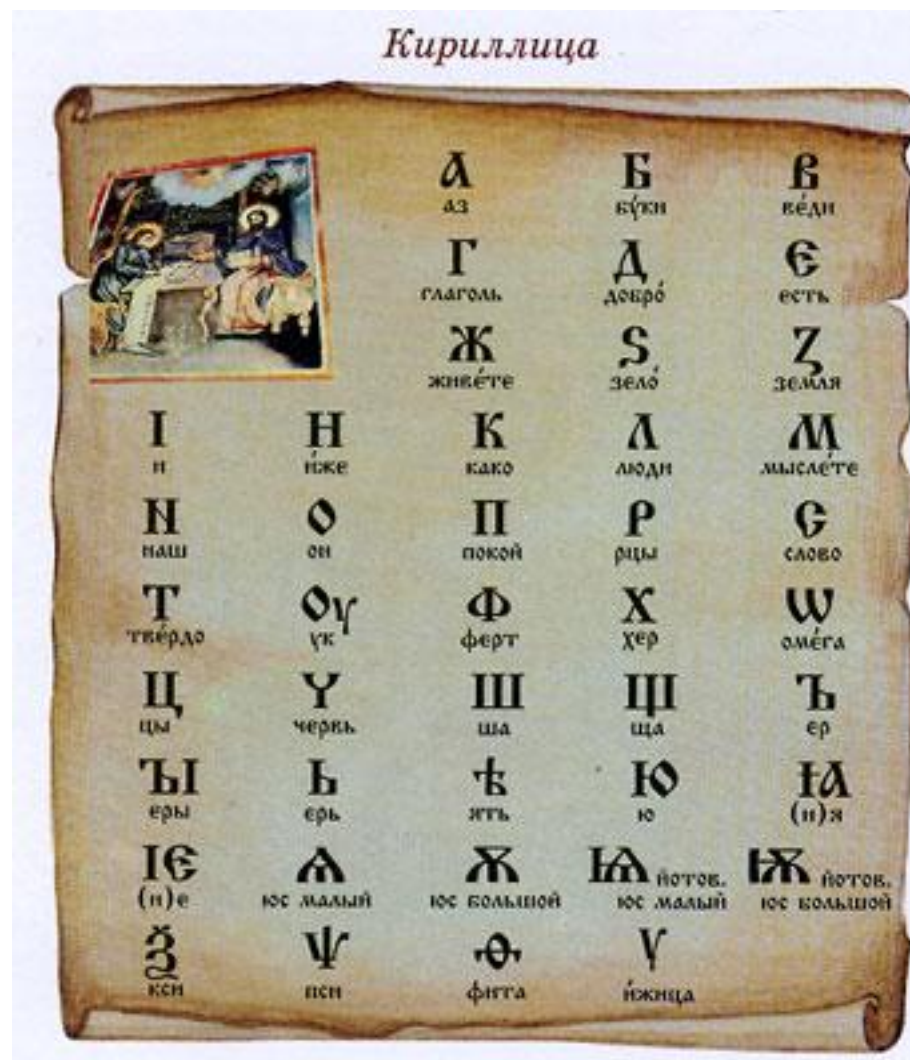 Кириллица
А Б В
аз бу́ки ве́ди
Г Д Є
глаголь добро́ есть
Ж Ѕ З
живе́те зело́ земля
І И К Л М
и и́же како люди мысле́те
N О П Р С
наш он покой рцы слово
Т Оу Ф Х Ѡ
тве́рдо ук ферт хер оме́га
Ц Ч Ш Щ Ъ
цы червь ша ща ер
ЪІ Ь Ѣ Ю ІА
еры ерь ять ю (и)я
ІЄ Ѧ Ѫ Ѩ йотов. Ѭ йотов.
(и)е юс малый юс большой юс малый юс большой
Ѯ Ѱ Ѳ Ѵ
кси пси фита и́жица